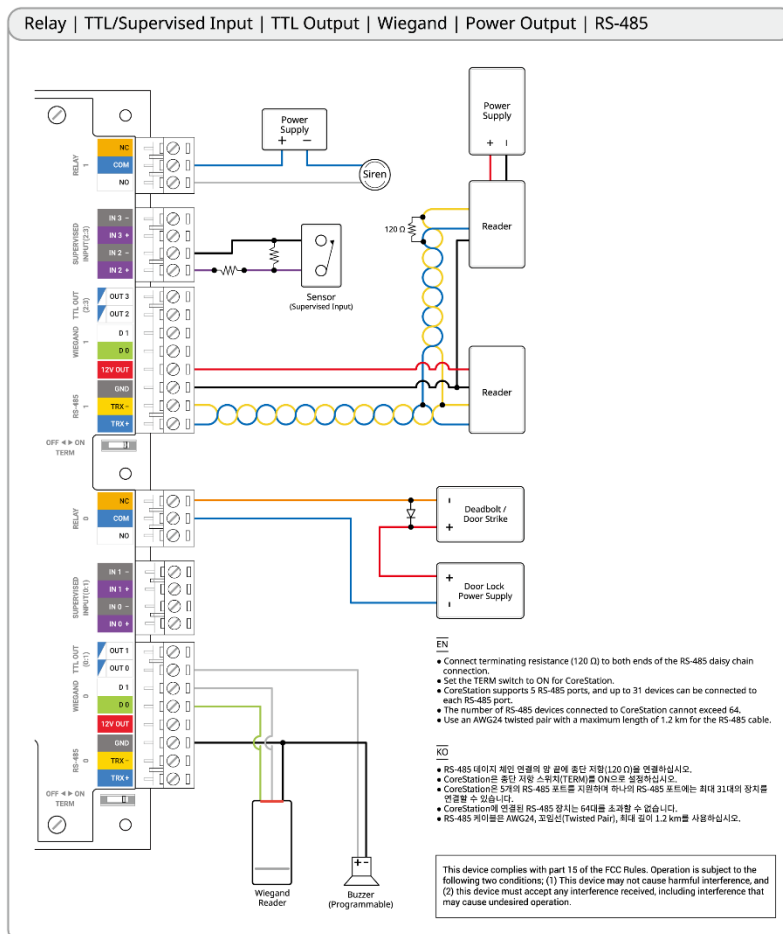 Relay | TTL/Supervised Input | TTL Output | Wiegand | Power Output | RS-485
RELAY
1
NC
COM
NO
Power
Supply
+ −
Siren
Power
Supply
+ −
SUPERVISED
INPUT(2:3)
IN 3 −
IN 3 +
IN 2 −
IN 2 +
Sensor
(Supervised Input)
120 Ω
Reader
TTL OUT
(2:3)
OUT 3
OUT 2
WIEGAND
1
D 1
D 0
12V OUT
GND
RS-485
1
TRX −
TRX +
Reader
OFF ◀ ▶ ON
TERM
RELAY
0
NC
COM
NO
-
+
Deadbolt /
Door Strike
SUPERVISED
INPUT(0:1)
IN 1 −
IN 1 +
IN 0 −
IN 0 +
+
-
Door Lock
Power Supply
TTL OUT
(0:1)
OUT 1
OUT 0
WIEGAND
0
D 1
D 0
12V OUT
GND
RS-485
0
TRX −
TRX +
OFF ◀ ▶ ON
TERM
Wiegand
Reader
+ −
Buzzer
(Programmable)
EN
• Connect terminating resistance (120 Ω) to both ends of the RS-485 daisy chain
connection.
• Set the TERM switch to ON for CoreStation.
• CoreStation supports 5 RS-485 ports, and up to 31 devices can be connected to
each RS-485 port.
• The number of RS-485 devices connected to CoreStation cannot exceed 64.
• Use an AWG24 twisted pair with a maximum length of 1.2 km for the RS-485 cable.
KO
• RS-485 데이지 체인 연결의 양 끝에 종단 저항(120 Ω)을 연결하십시오.
• CoreStation은 종단 저항 스위치(TERM)를 ON으로 설정하십시오.
• CoreStation은 5개의 RS-485 포트를 지원하며 하나의 RS-485 포트에는 최대 31대의 장치를
연결할 수 있습니다.
• CoreStation에 연결된 RS-485 장치는 64대를 초과할 수 없습니다.
• RS-485 케이블은 AWG24, 꼬임선(Twisted Pair), 최대 길이 1.2 km를 사용하십시오.
This device complies with part 15 of the FCC Rules. Operation is subject to the
following two conditions; (1) This device may not cause harmful interference, and
(2) this device must accept any interference received, including interference that
may cause undesired operation.